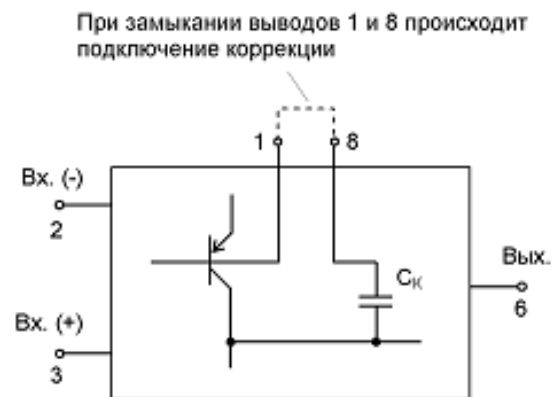 При замыкании выводов 1 и 8 происходит
подключение коррекции
1
8
Вх. (-)
2
Cк
Вых.
6
Вх. (+)
3